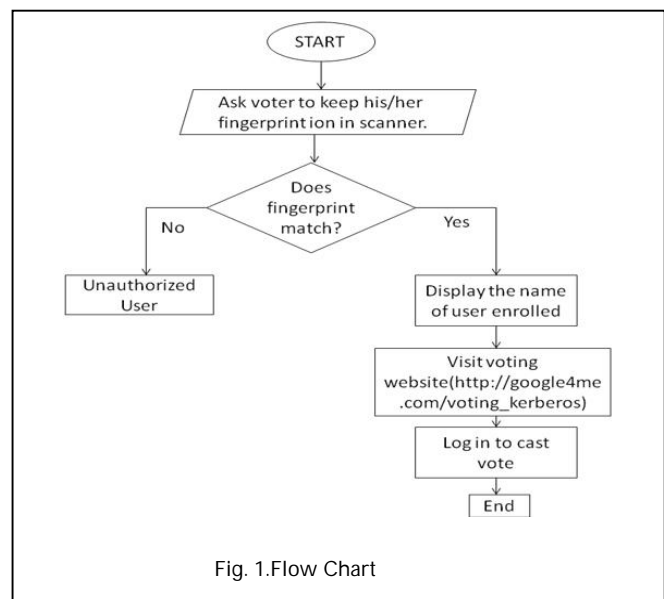 START
Ask voter to keep his/her
fingerprint ion in scanner.
Does
fingerprint
match?
No
Yes
Unauthorized
User
Display the name
of user enrolled
Visit voting
website(http://google4me
.com/voting_kerberos)
Log in to cast
vote
End
Fig. 1.Flow Chart